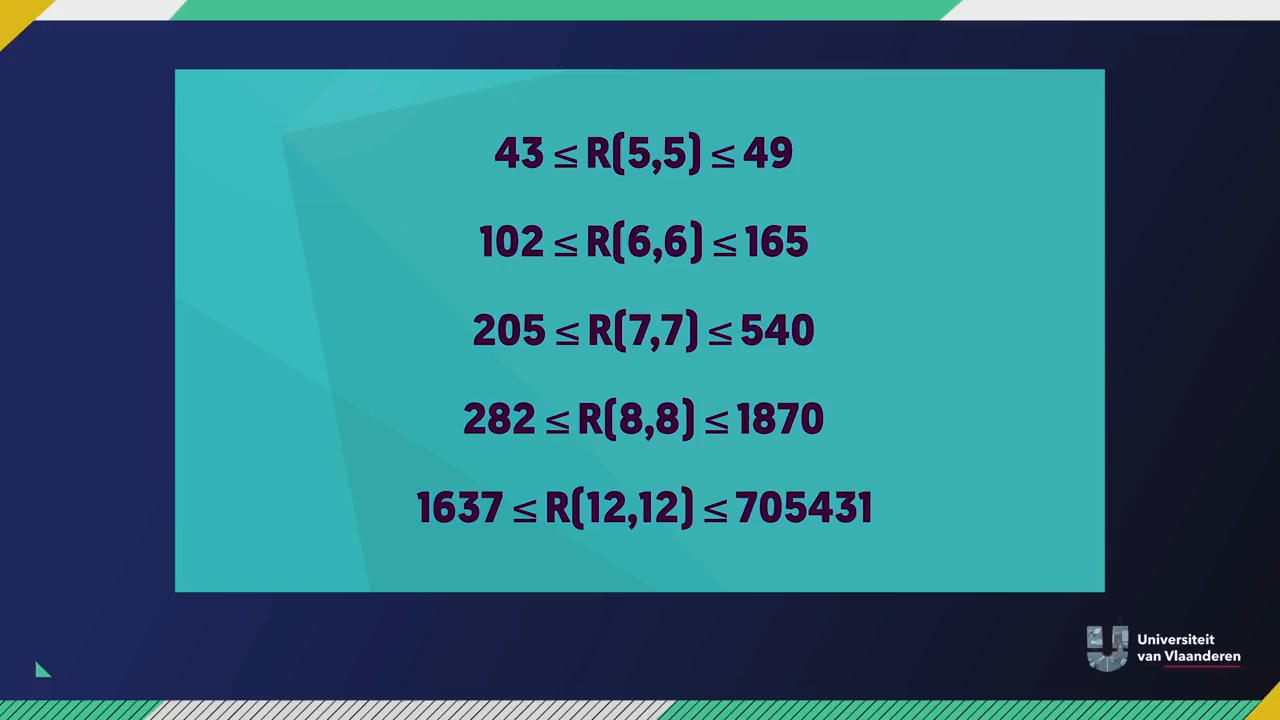 43 ≤ R(5,5) ≤ 49
102 ≤ R(6,6) ≤ 165
205 ≤ R(7,7) ≤ 540
282 ≤ R(8,8) ≤ 1870
1637 ≤ R(12,12) ≤ 705431
Universiteit
van Vlaanderen